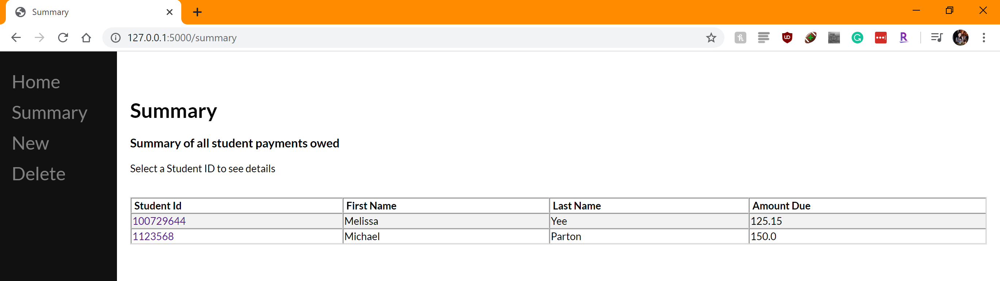 Summary
127.0.0.1:5000/summary
Home
Summary
New
Delete
Summary
Summary of all student payments owed
Select a Student ID to see details
Student Id First Name Last Name Amount Due
100729644 Melissa Yee 125.15
1123568 Michael Parton 150.0